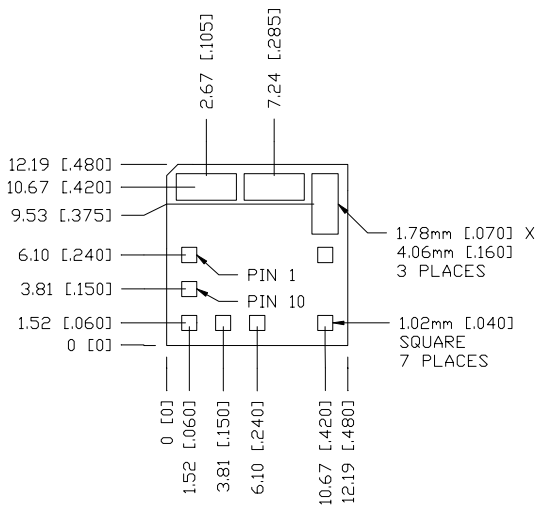 2.67 [.105]
7.24 [.285]
12.19 [.480]
10.67 [.420]
9.53 [.375]
6.10 [.240]
3.81 [.150]
1.52 [.060]
0 [0]
PIN 1
PIN 10
1.78mm [.070] X
4.06mm [.160]
3 PLACES
1.02mm [.040]
SQUARE
7 PLACES
0 [0]
1.52 [.060]
3.81 [.150]
6.10 [.240]
10.67 [.420]
12.19 [.480]